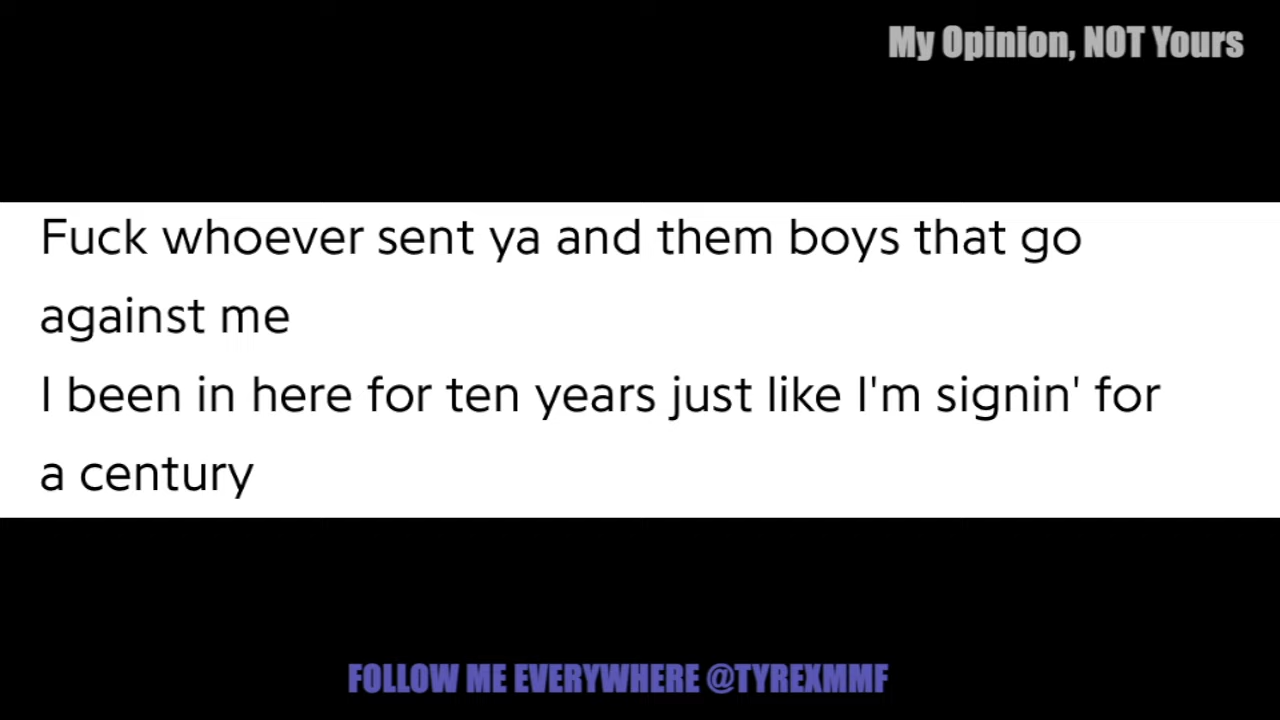 My Opinion, NOT Yours
Fuck whoever sent ya and them boys that go
against me
I been in here for ten years just like I'm signin' for
a century
FOLLOW ME EVERYWHERE @TYREXMMF